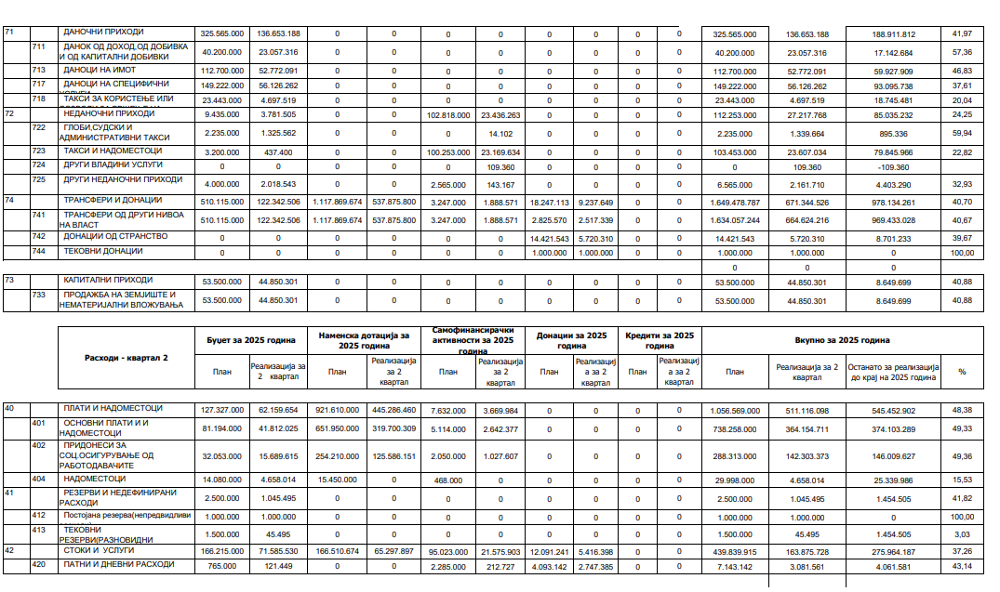 71 ДАНОЧНИ ПРИХОДИ 325.565.000 136.653.188 0 0 0 0 0 0 0 0 325.565.000 136.653.188 188.911.812 41,97
711 ДАНОК ОД ДОХОД,ОД ДОБИВКА И ОД КАПИТАЛНИ ДОБИВКИ 40.200.000 23.057.316 0 0 0 0 0 0 0 0 40.200.000 23.057.316 17.142.684 57,36
713 ДАНОЦИ НА ИМОТ 112.700.000 52.772.091 0 0 0 0 0 0 0 0 112.700.000 52.772.091 59.927.909 46,83
717 ДАНОЦИ НА СПЕЦИФИЧНИ 149.222.000 56.126.262 0 0 0 0 0 0 0 0 149.222.000 56.126.262 93.095.738 37,61
718 ТАКСИ ЗА КОРИСТЕЊЕ ИЛИ 23.443.000 4.697.519 0 0 0 0 0 0 0 0 23.443.000 4.697.519 18.745.481 20,04
72 НЕДАНОЧНИ ПРИХОДИ 9.435.000 3.781.505 0 0 102.818.000 23.436.263 0 0 0 0 112.253.000 27.217.768 85.035.232 24,25
722 ГЛОБИ,СУДСКИ И АДМИНИСТРАТИВНИ ТАКСИ 2.235.000 1.325.562 0 0 0 14.102 0 0 0 0 2.235.000 1.339.664 895.336 59,94
723 ТАКСИ И НАДОМЕСТОЦИ 3.200.000 437.400 0 0 100.253.000 23.169.634 0 0 0 0 103.453.000 23.607.034 79.845.966 22,82
724 ДРУГИ ВЛАДИНИ УСЛУГИ 0 0 0 0 0 109.360 0 0 0 0 0 109.360 -109.360
725 ДРУГИ НЕДАНОЧНИ ПРИХОДИ 4.000.000 2.018.543 0 0 2.565.000 143.167 0 0 0 0 6.565.000 2.161.710 4.403.290 32,93
74 ТРАНСФЕРИ И ДОНАЦИИ 510.115.000 122.342.506 1.117.869.674 537.875.800 3.247.000 1.888.571 18.247.113 9.237.649 0 0 1.649.478.787 671.344.526 978.134.261 40,70
741 ТРАНСФЕРИ ОД ДРУГИ НИВОА НА ВЛАСТ 510.115.000 122.342.506 1.117.869.674 537.875.800 3.247.000 1.888.571 2.825.570 2.517.339 0 0 1.634.057.244 664.624.216 969.433.028 40,67
742 ДОНАЦИИ ОД СТРАНСТВО 0 0 0 0 0 0 14.421.543 5.720.310 0 0 14.421.543 5.720.310 8.701.233 39,67
744 ТЕКОВНИ ДОНАЦИИ 0 0 0 0 0 0 1.000.000 1.000.000 0 0 1.000.000 1.000.000 0 100,00
0 0 0
73 КАПИТАЛНИ ПРИХОДИ 53.500.000 44.850.301 0 0 0 0 0 0 0 0 53.500.000 44.850.301 8.649.699 40,88
733 ПРОДАЖБА НА ЗЕМЈИШТЕ И НЕМАТЕРИЈАЛНИ ВЛОЖУВАЊА 53.500.000 44.850.301 0 0 0 0 0 0 0 0 53.500.000 44.850.301 8.649.699 40,88
Расходи - квартал 2 Буџет за 2025 година Наменска дотација за 2025 година Самофинансирачки активности за 2025 година Донации за 2025 година Кредити за 2025 година Вкупно за 2025 година
План Реализација за 2 квартал План Реализација за 2 квартал План Реализација за 2 квартал План Реализациј а за 2 квартал План Реализациј а за 2 квартал План Реализација за 2 квартал Останато за реализација до крај на 2025 година %
40 ПЛАТИ И НАДОМЕСТОЦИ 127.327.000 62.159.654 921.610.000 445.286.460 7.632.000 3.669.984 0 0 0 0 1.056.569.000 511.116.098 545.452.902 48,38
401 ОСНОВНИ ПЛАТИ И И НАДОМЕСТОЦИ 81.194.000 41.812.025 651.950.000 319.700.309 5.114.000 2.642.377 0 0 0 0 738.258.000 364.154.711 374.103.289 49,33
402 ПРИДОНЕСИ ЗА СОЦ.ОСИГУРУВАЊЕ ОД РАБОТОДАВАЧИТЕ 32.053.000 15.689.615 254.210.000 125.586.151 2.050.000 1.027.607 0 0 0 0 288.313.000 142.303.373 146.009.627 49,36
404 НАДОМЕСТОЦИ 14.080.000 4.658.014 15.450.000 0 468.000 0 0 0 0 29.998.000 4.658.014 25.339.986 15,53
41 РЕЗЕРВИ И НЕДЕФИНИРАНИ РАСХОДИ 2.500.000 1.045.495 0 0 0 0 0 0 0 0 2.500.000 1.045.495 1.454.505 41,82
412 Постојана резерва(непредвидливи 1.000.000 1.000.000 0 0 0 0 0 0 0 0 1.000.000 1.000.000 0 100,00
413 ТЕКОВНИ РЕЗЕРВИ(РАЗНОВИДНИ 1.500.000 45.495 0 0 0 0 0 0 0 0 1.500.000 45.495 1.454.505 3,03
42 СТОКИ И УСЛУГИ 166.215.000 71.585.530 166.510.674 65.297.897 95.023.000 21.575.903 12.091.241 5.416.398 0 0 439.839.915 163.875.728 275.964.187 37,26
420 ПАТНИ И ДНЕВНИ РАСХОДИ 765.000 121.449 0 0 2.285.000 212.727 4.093.142 2.747.385 0 0 7.143.142 3.081.561 4.061.581 43,14